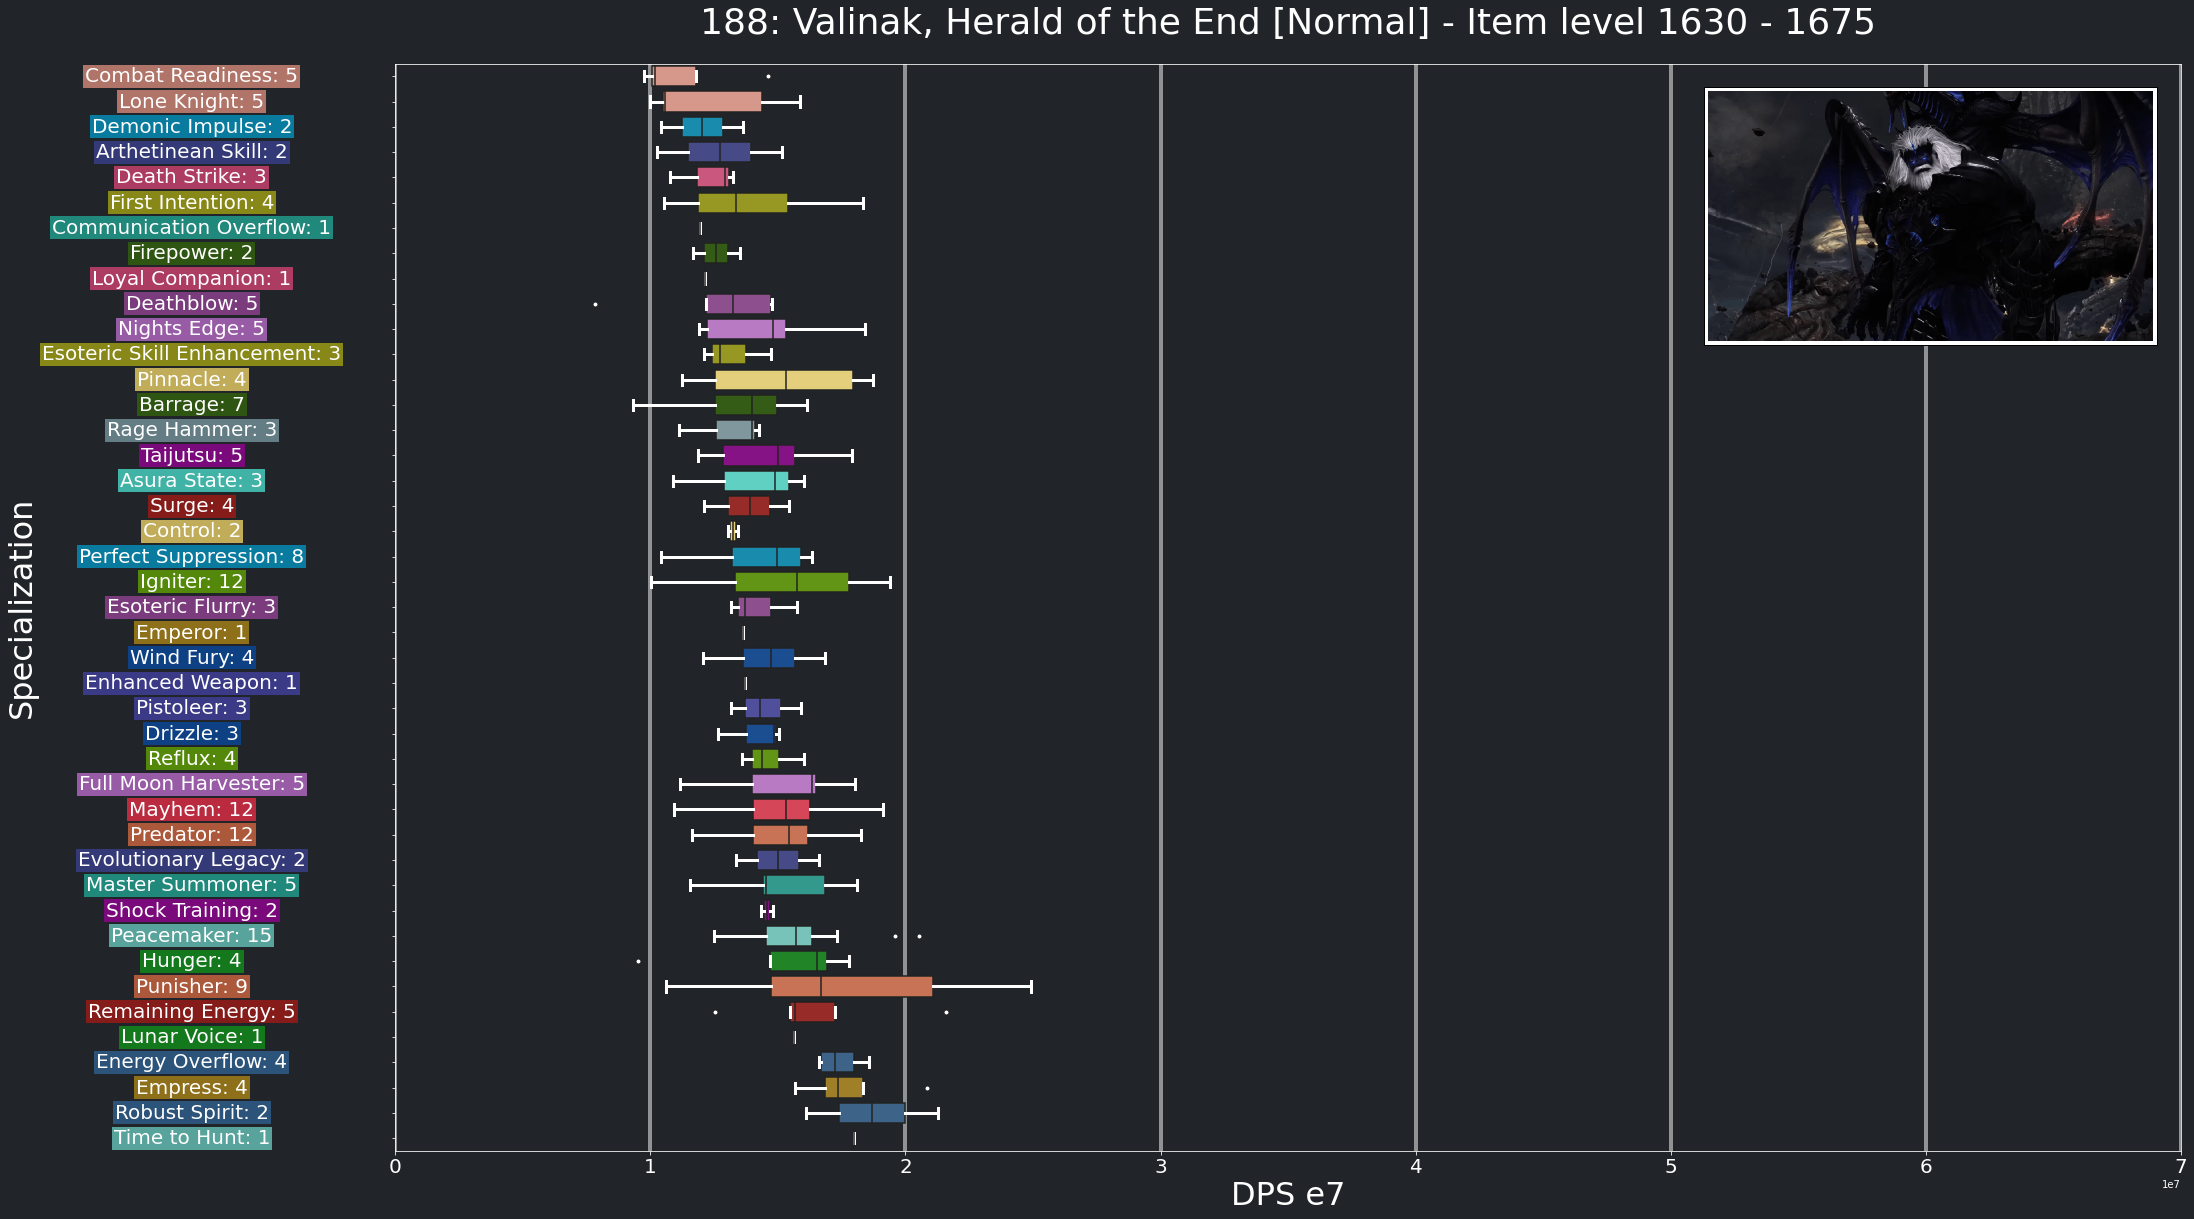 188: Valinak, Herald of the End [Normal] - Item level 1630 - 1675
Combat Readiness: 5
Lone Knight: 5
Demonic Impulse: 2
Arthetinean Skill: 2
Death Strike: 3
First Intention: 4
Communication Overflow: 1
Firepower: 2
Loyal Companion: 1
Deathblow: 5
Nights Edge: 5
Esoteric Skill Enhancement: 3
Pinnacle: 4
Barrage: 7
Rage Hammer: 3
Taijutsu: 5
Asura State: 3
Surge: 4
Control: 2
Perfect Suppression: 8
Igniter: 12
Esoteric Flurry: 3
Emperor: 1
Wind Fury: 4
Enhanced Weapon: 1
Pistoleer: 3
Drizzle: 3
Reflux: 4
Full Moon Harvester: 5
Mayhem: 12
Predator: 12
Evolutionary Legacy: 2
Master Summoner: 5
Shock Training: 2
Peacemaker: 15
Hunger: 4
Punisher: 9
Remaining Energy: 5
Lunar Voice: 1
Energy Overflow: 4
Empress: 4
Robust Spirit: 2
Time to Hunt: 1
Specialization
0 1 2 3 4 5 6 7
DPS e7
1e7